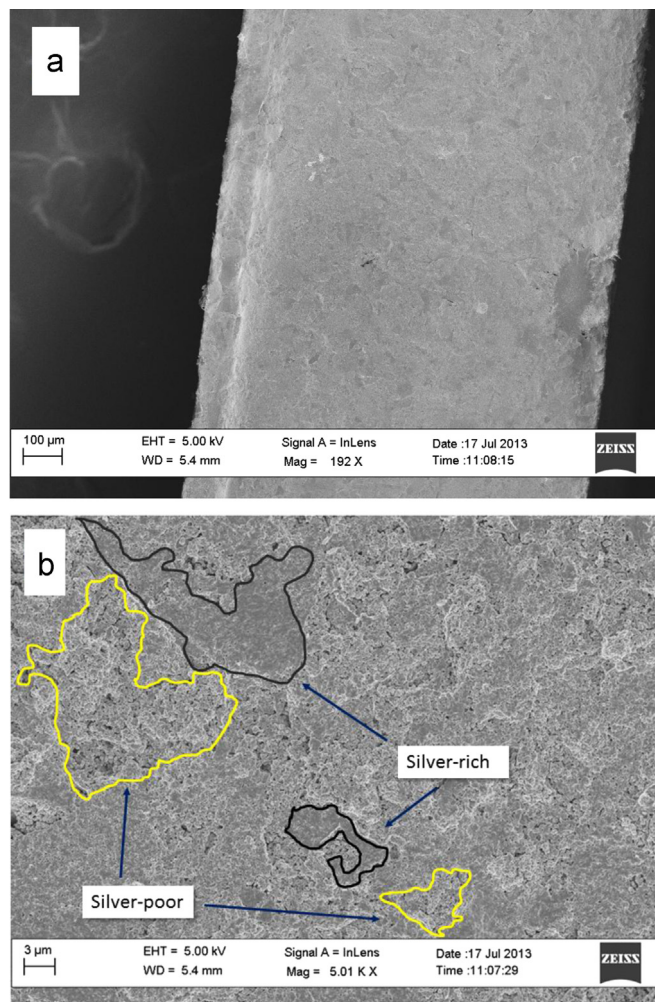 a
100 µm
EHT = 5.00 kV
WD = 5.4 mm
Signal A = InLens
Mag = 192 X
Date :17 Jul 2013
Time :11:08:15
ZEISS
b
Silver-rich
Silver-poor
3 µm
EHT = 5.00 kV
WD = 5.4 mm
Signal A = InLens
Mag = 5.01 K X
Date :17 Jul 2013
Time :11:07:29
ZEISS